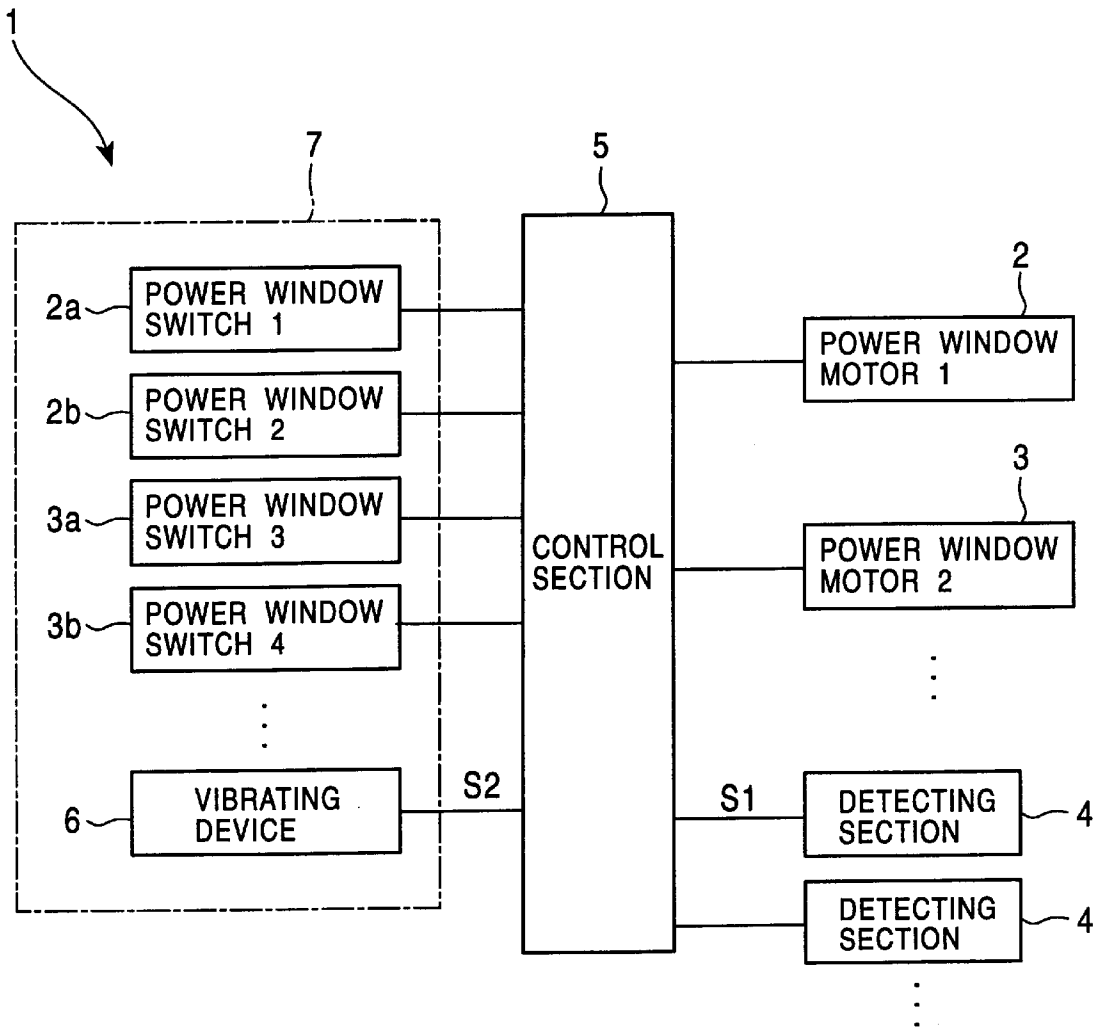 1
7
5
2a
POWER WINDOW
SWITCH 1
2b
POWER WINDOW
SWITCH 2
3a
POWER WINDOW
SWITCH 3
3b
POWER WINDOW
SWITCH 4
6
VIBRATING
DEVICE
S2
CONTROL
SECTION
2
POWER WINDOW
MOTOR 1
3
POWER WINDOW
MOTOR 2
S1
DETECTING
SECTION
4
DETECTING
SECTION
4